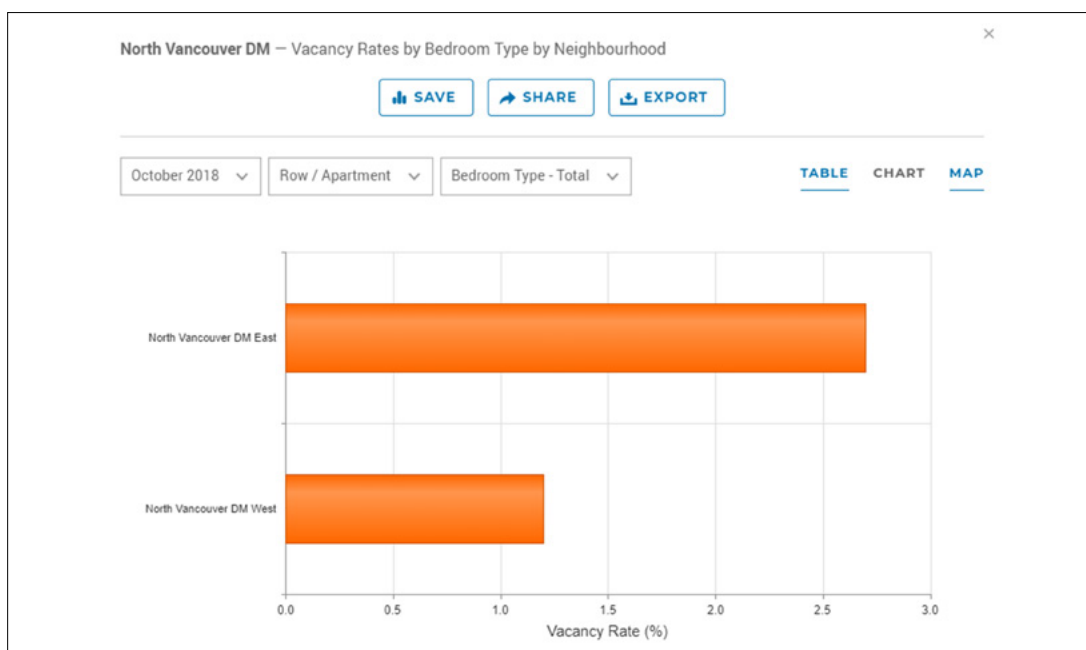 ×
North Vancouver DM — Vacancy Rates by Bedroom Type by Neighbourhood
SAVE SHARE EXPORT
October 2018 Row / Apartment Bedroom Type - Total TABLE CHART MAP
North Vancouver DM East
North Vancouver DM West
0.0 0.5 1.0 1.5 2.0 2.5 3.0
Vacancy Rate (%)